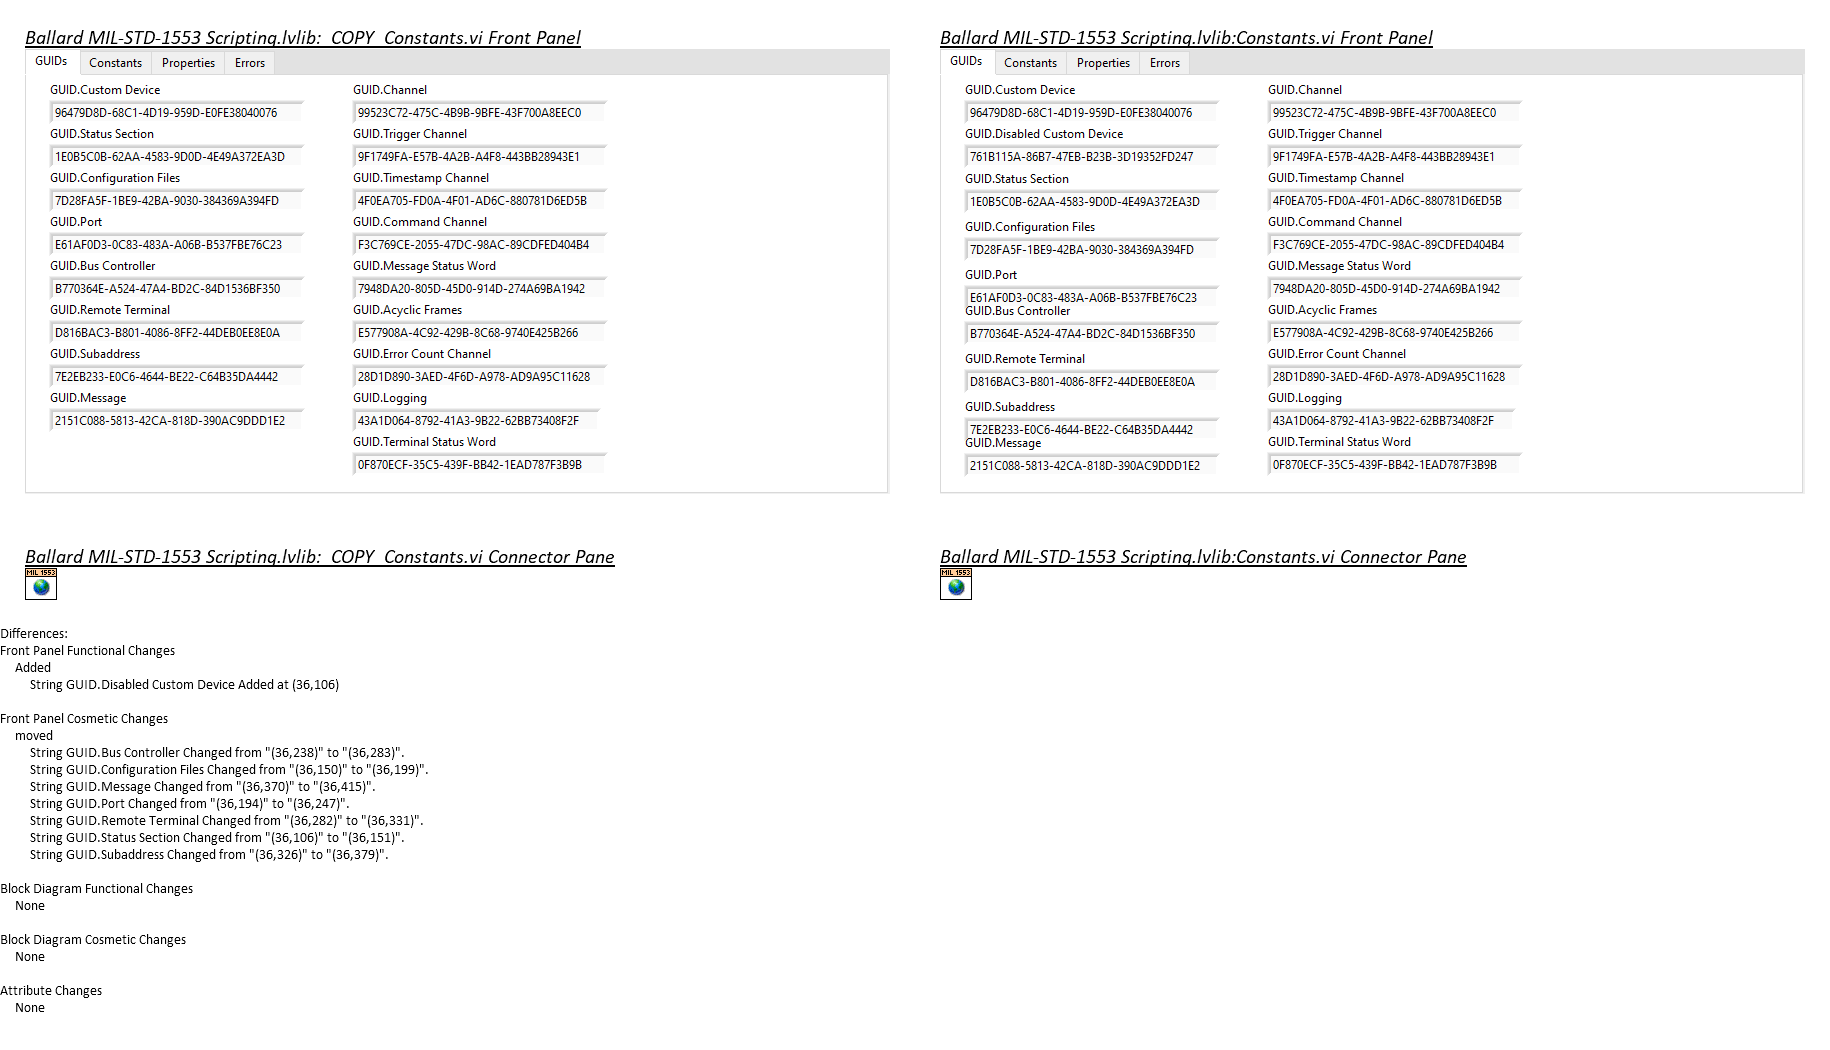 Ballard MIL-STD-1553 Scripting.lvlib:_COPY_Constants.vi Front Panel
GUIDs Constants Properties Errors
GUID.Custom Device
96479D8D-68C1-4D19-959D-E0FE38040076
GUID.Status Section
1E0B5C0B-62AA-4583-9D0D-4E49A372EA3D
GUID.Configuration Files
7D28FA5F-1BE9-42BA-9030-384369A394FD
GUID.Port
E61AF0D3-0C83-483A-A06B-B537FBE76C23
GUID.Bus Controller
B770364E-A524-47A4-BD2C-84D1536BF350
GUID.Remote Terminal
D816BAC3-B801-4086-8FF2-44DEB0EE8E0A
GUID.Subaddress
7E2EB233-E0C6-4644-BE22-C64B35DA4442
GUID.Message
2151C088-5813-42CA-818D-390AC9DDD1E2
GUID.Channel
99523C72-475C-4B9B-9BFE-43F700A8EEC0
GUID.Trigger Channel
9F1749FA-E57B-4A2B-A4F8-443BB28943E1
GUID.Timestamp Channel
4F0EA705-FD0A-4F01-AD6C-880781D6ED5B
GUID.Command Channel
F3C769CE-2055-47DC-98AC-89CDFED404B4
GUID.Message Status Word
7948DA20-805D-45D0-914D-274A69BA1942
GUID.Acyclic Frames
E577908A-4C92-429B-8C68-9740E425B266
GUID.Error Count Channel
28D1D890-3AED-4F6D-A978-AD9A95C11628
GUID.Logging
43A1D064-8792-41A3-9B22-62BB73408F2F
GUID.Terminal Status Word
0F870ECF-35C5-439F-BB42-1EAD787F3B9B
Ballard MIL-STD-1553 Scripting.lvlib:Constants.vi Front Panel
GUIDs Constants Properties Errors
GUID.Custom Device
96479D8D-68C1-4D19-959D-E0FE38040076
GUID.Disabled Custom Device
761B115A-86B7-47EB-B23B-3D19352FD247
GUID.Status Section
1E0B5C0B-62AA-4583-9D0D-4E49A372EA3D
GUID.Configuration Files
7D28FA5F-1BE9-42BA-9030-384369A394FD
GUID.Port
E61AF0D3-0C83-483A-A06B-B537FBE76C23
GUID.Bus Controller
B770364E-A524-47A4-BD2C-84D1536BF350
GUID.Remote Terminal
D816BAC3-B801-4086-8FF2-44DEB0EE8E0A
GUID.Subaddress
7E2EB233-E0C6-4644-BE22-C64B35DA4442
GUID.Message
2151C088-5813-42CA-818D-390AC9DDD1E2
GUID.Channel
99523C72-475C-4B9B-9BFE-43F700A8EEC0
GUID.Trigger Channel
9F1749FA-E57B-4A2B-A4F8-443BB28943E1
GUID.Timestamp Channel
4F0EA705-FD0A-4F01-AD6C-880781D6ED5B
GUID.Command Channel
F3C769CE-2055-47DC-98AC-89CDFED404B4
GUID.Message Status Word
7948DA20-805D-45D0-914D-274A69BA1942
GUID.Acyclic Frames
E577908A-4C92-429B-8C68-9740E425B266
GUID.Error Count Channel
28D1D890-3AED-4F6D-A978-AD9A95C11628
GUID.Logging
43A1D064-8792-41A3-9B22-62BB73408F2F
GUID.Terminal Status Word
0F870ECF-35C5-439F-BB42-1EAD787F3B9B
Ballard MIL-STD-1553 Scripting.lvlib:_COPY_Constants.vi Connector Pane
MIL 1553
Ballard MIL-STD-1553 Scripting.lvlib:Constants.vi Connector Pane
MIL 1553
Differences:
Front Panel Functional Changes
Added
String GUID.Disabled Custom Device Added at (36,106)
Front Panel Cosmetic Changes
moved
String GUID.Bus Controller Changed from "(36,238)" to "(36,283)".
String GUID.Configuration Files Changed from "(36,150)" to "(36,199)".
String GUID.Message Changed from "(36,370)" to "(36,415)".
String GUID.Port Changed from "(36,194)" to "(36,247)".
String GUID.Remote Terminal Changed from "(36,282)" to "(36,331)".
String GUID.Status Section Changed from "(36,106)" to "(36,151)".
String GUID.Subaddress Changed from "(36,326)" to "(36,379)".
Block Diagram Functional Changes
None
Block Diagram Cosmetic Changes
None
Attribute Changes
None